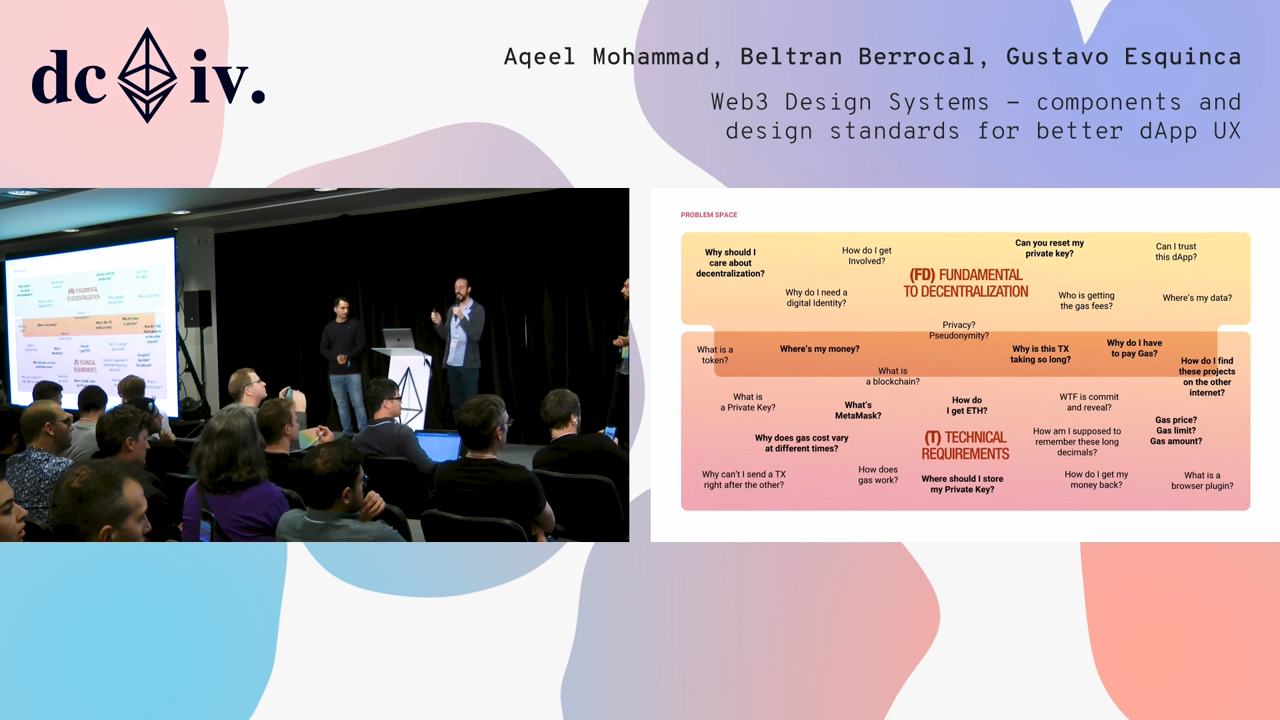 dc iv.
Aqeel Mohammad, Beltran Berrocal, Gustavo Esquinca
Web3 Design Systems – components and
design standards for better dApp UX
PROBLEM SPACE
Why should I
care about
decentralization?
How do I get
Involved?
Can you reset my
private key?
Can I trust
this dApp?
(FD) FUNDAMENTAL
TO DECENTRALIZATION
Why do I need a
digital Identity?
Who is getting
the gas fees?
Where's my data?
Privacy?
Pseudonymity?
What is a
token?
Where's my money?
Why is this TX
taking so long?
Why do I have
to pay Gas?
How do I find
these projects
on the other
internet?
What is
a blockchain?
What is
a Private Key?
What's
MetaMask?
How do
I get ETH?
WTF is commit
and reveal?
Gas price?
Gas limit?
Gas amount?
Why does gas cost vary
at different times?
(T) TECHNICAL
REQUIREMENTS
How am I supposed to
remember these long
decimals?
Why can't I send a TX
right after the other?
How does
gas work?
Where should I store
my Private Key?
How do I get my
money back?
What is a
browser plugin?